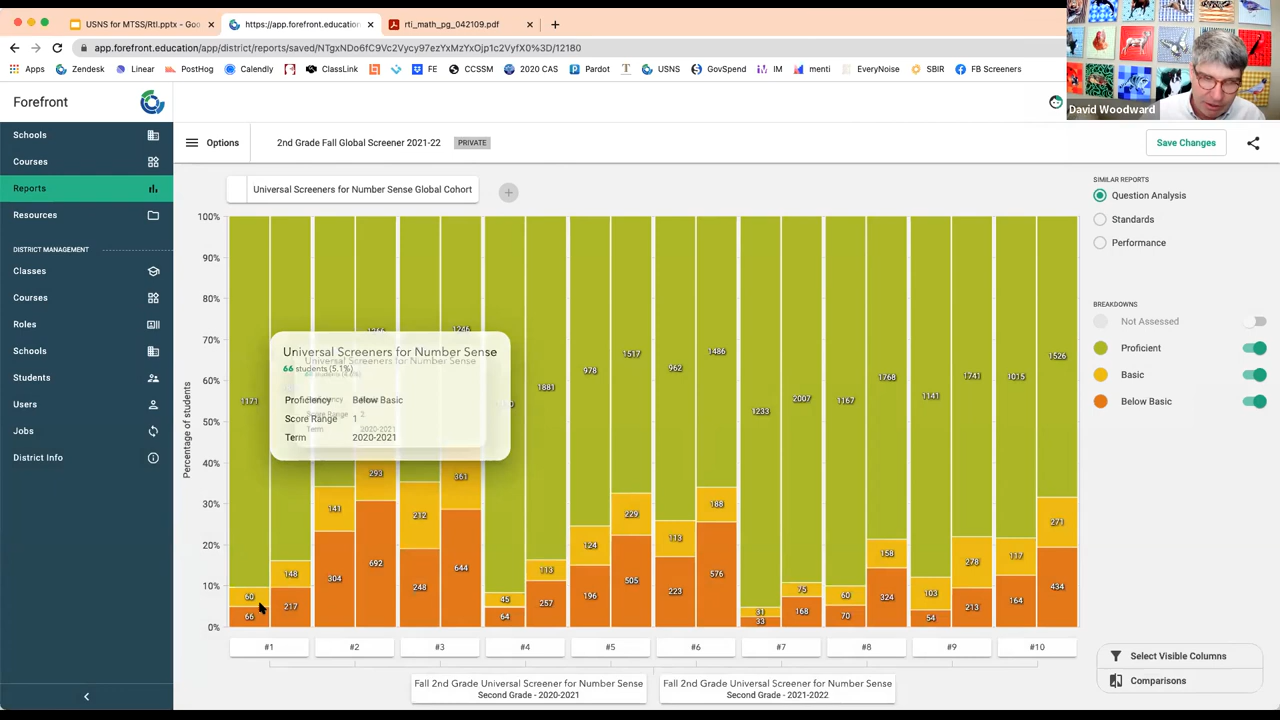 USNS for MTSS/RtI.pptx - Goo
https://app.forefront.education
rti_math_pg_042109.pdf
app.forefront.education/app/district/reports/saved/NTgxNDo6fC9Vc2Vycy97ezYxMzYxOjp1c2VyfX0%3D/12180
Apps Zendesk Linear PostHog Calendly ClassLink FE CCSSM 2020 CAS Pardot USNS GovSpend IM menti EveryNoise SBIR FB Screeners
David Woodward
Forefront
Schools
Courses
Reports
Resources
DISTRICT MANAGEMENT
Classes
Courses
Roles
Schools
Students
Users
Jobs
District Info
Options
2nd Grade Fall Global Screener 2021-22 PRIVATE
Save Changes
Universal Screeners for Number Sense Global Cohort
Percentage of students
100%
90%
80%
70%
60%
50%
40%
30%
20%
10%
0%
1171 1881 978 1517 962 1486 1233 2007 1167 1768 1141 1741 1015 1526
60 148 141 293 212 361 45 113 124 229 113 188 31 75 60 158 103 278 117 271
66 217 304 692 248 644 64 257 196 505 223 576 33 168 70 324 54 213 164 434
Universal Screeners for Number Sense
66 students (5.1%)
Proficiency Below Basic
Score Range 1
Term 2020-2021
#1 #2 #3 #4 #5 #6 #7 #8 #9 #10
Fall 2nd Grade Universal Screener for Number Sense
Second Grade - 2020-2021
Fall 2nd Grade Universal Screener for Number Sense
Second Grade - 2021-2022
SIMILAR REPORTS
Question Analysis
Standards
Performance
BREAKDOWNS
Not Assessed
Proficient
Basic
Below Basic
Select Visible Columns
Comparisons